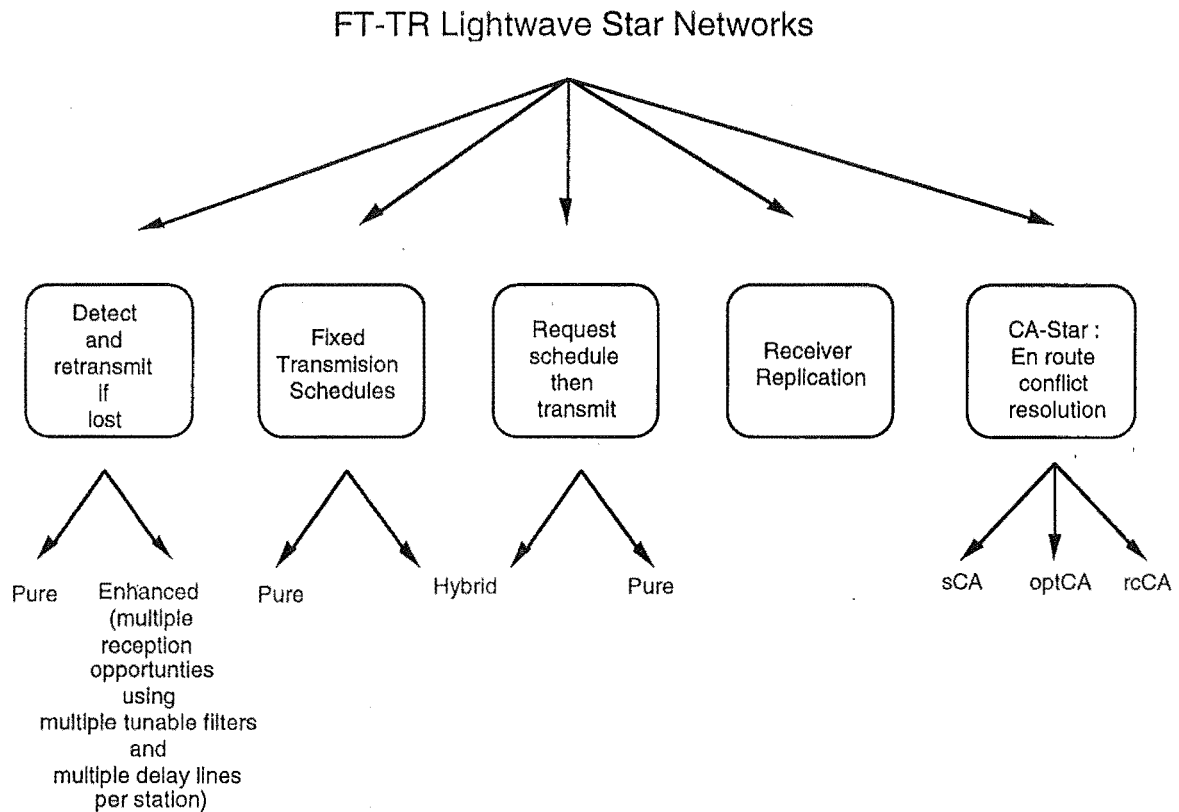 FT-TR Lightwave Star Networks
Detect
and
retransmit
if
lost
Fixed
Transmision
Schedules
Request
schedule
then
transmit
Receiver
Replication
CA-Star :
En route
conflict
resolution
Pure
Enhanced
(multiple
reception
opportunties
using
multiple tunable filters
and
multiple delay lines
per station)
Pure
Hybrid
Pure
sCA
optCA
rcCA